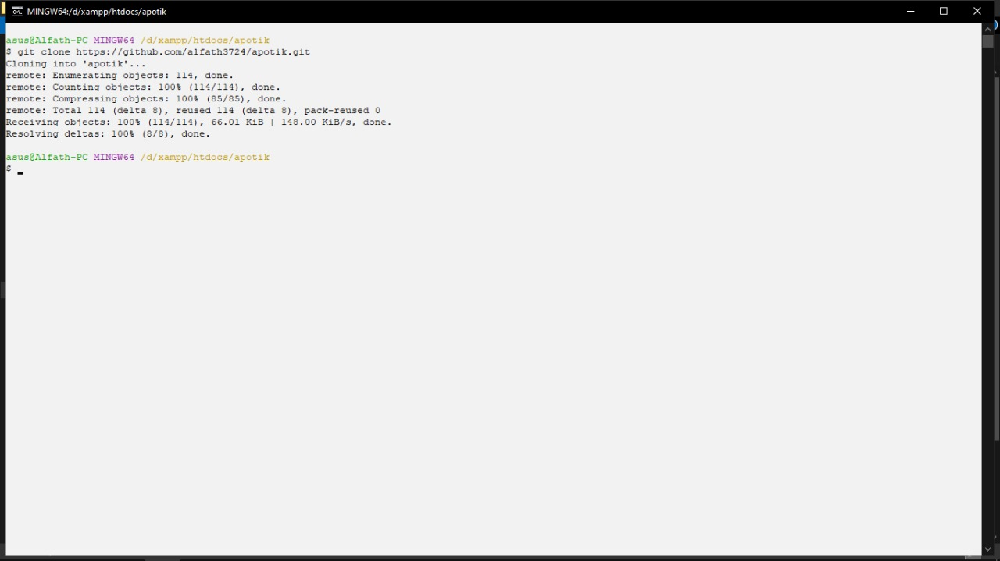 MINGW64:/d/xampp/htdocs/apotik
asus@Alfath-PC MINGW64 /d/xampp/htdocs/apotik
$ git clone https://github.com/alfath3724/apotik.git
Cloning into 'apotik'...
remote: Enumerating objects: 114, done.
remote: Counting objects: 100% (114/114), done.
remote: Compressing objects: 100% (85/85), done.
remote: Total 114 (delta 8), reused 114 (delta 8), pack-reused 0
Receiving objects: 100% (114/114), 66.01 KiB | 148.00 KiB/s, done.
Resolving deltas: 100% (8/8), done.
asus@Alfath-PC MINGW64 /d/xampp/htdocs/apotik
$